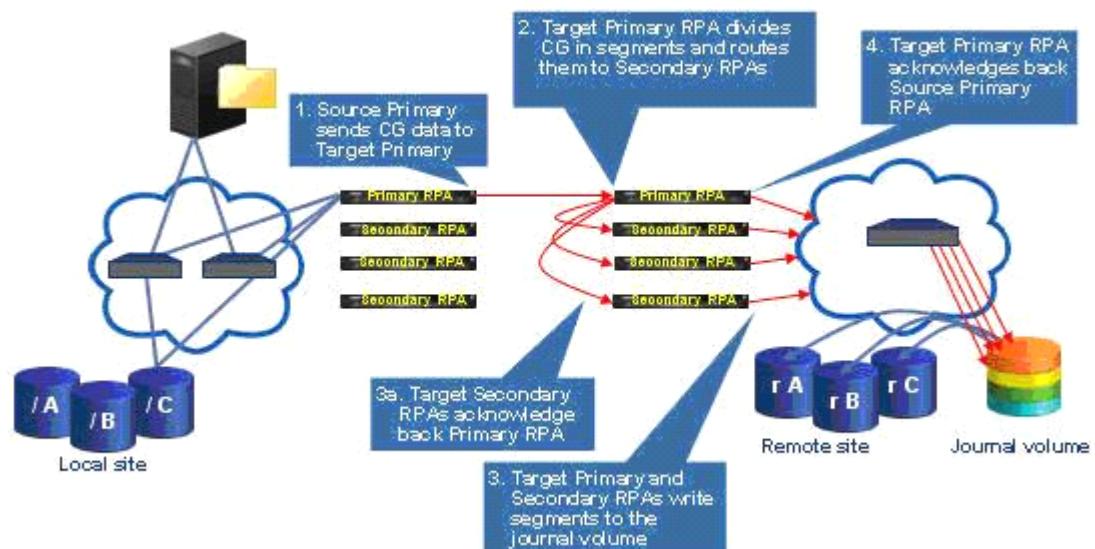 2. Target Primary RPA divides
CG in segments and routes
them to Secondary RPAs
4. Target Primary RPA
acknowledges back
Source Primary
RPA
1. Source Primary
sends CG data to
Target Primary
Primary RPA
Primary RPA
Secondary RPA
Secondary RPA
Secondary RPA
Secondary RPA
Secondary RPA
Secondary RPA
/ A
/ B
/ C
Local site
3a. Target Secondary
RPAs acknowledge
back Primary RPA
r A
r B
r C
Remote site
Journal volume
3. Target Primary and
Secondary RPAs write
segments to the
journal volume